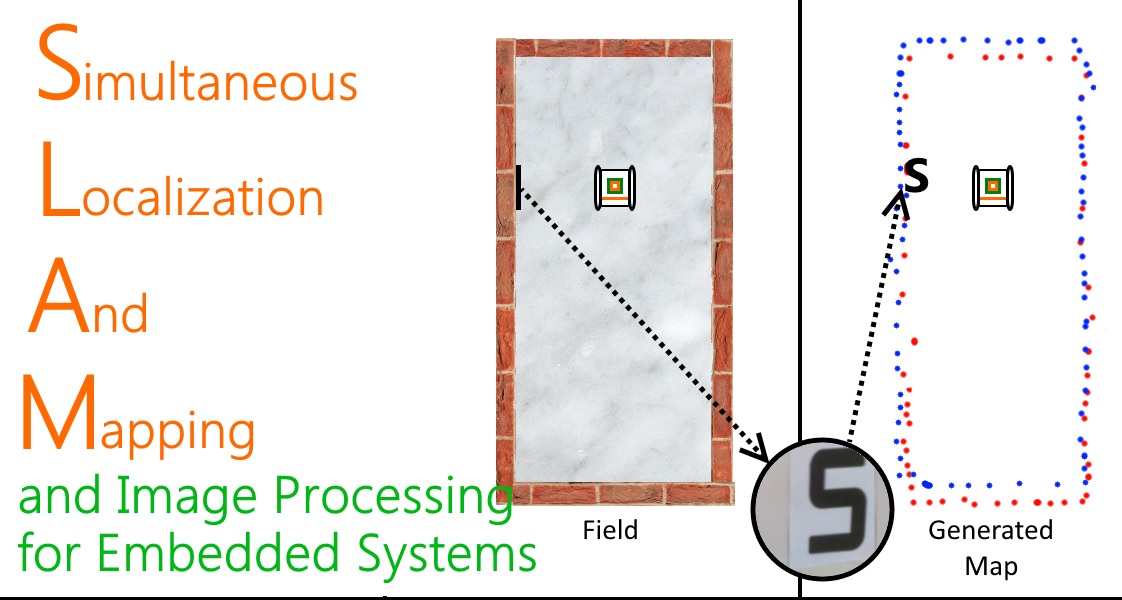 Simultaneous
Localization
And
Mapping
and Image Processing
for Embedded Systems
Field
S
S
Generated
Map